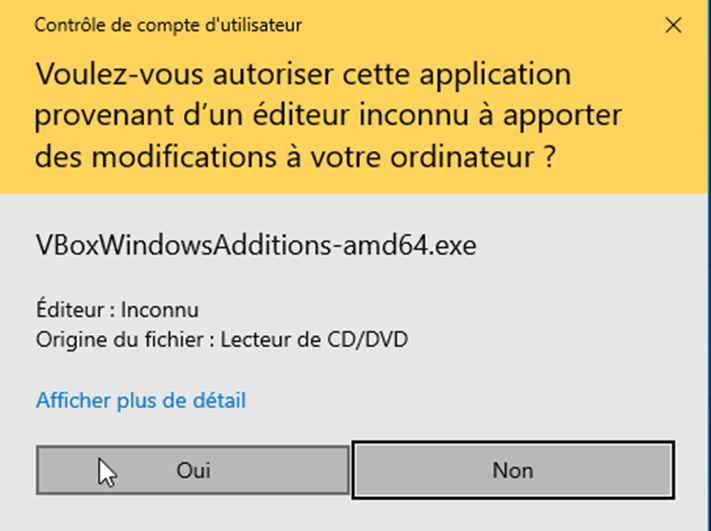 Contrôle de compte d'utilisateur
Voulez-vous autoriser cette application
provenant d’un éditeur inconnu à apporter
des modifications à votre ordinateur ?
VBoxWindowsAdditions-amd64.exe
Éditeur : Inconnu
Origine du fichier : Lecteur de CD/DVD
Afficher plus de détail
Oui
Non